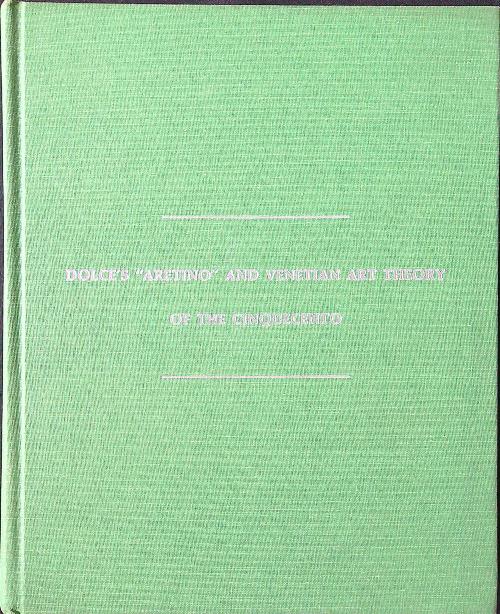 DOLCE'S "ARETINO" AND VENETIAN ART THEORY
OF THE CINQUECENTO